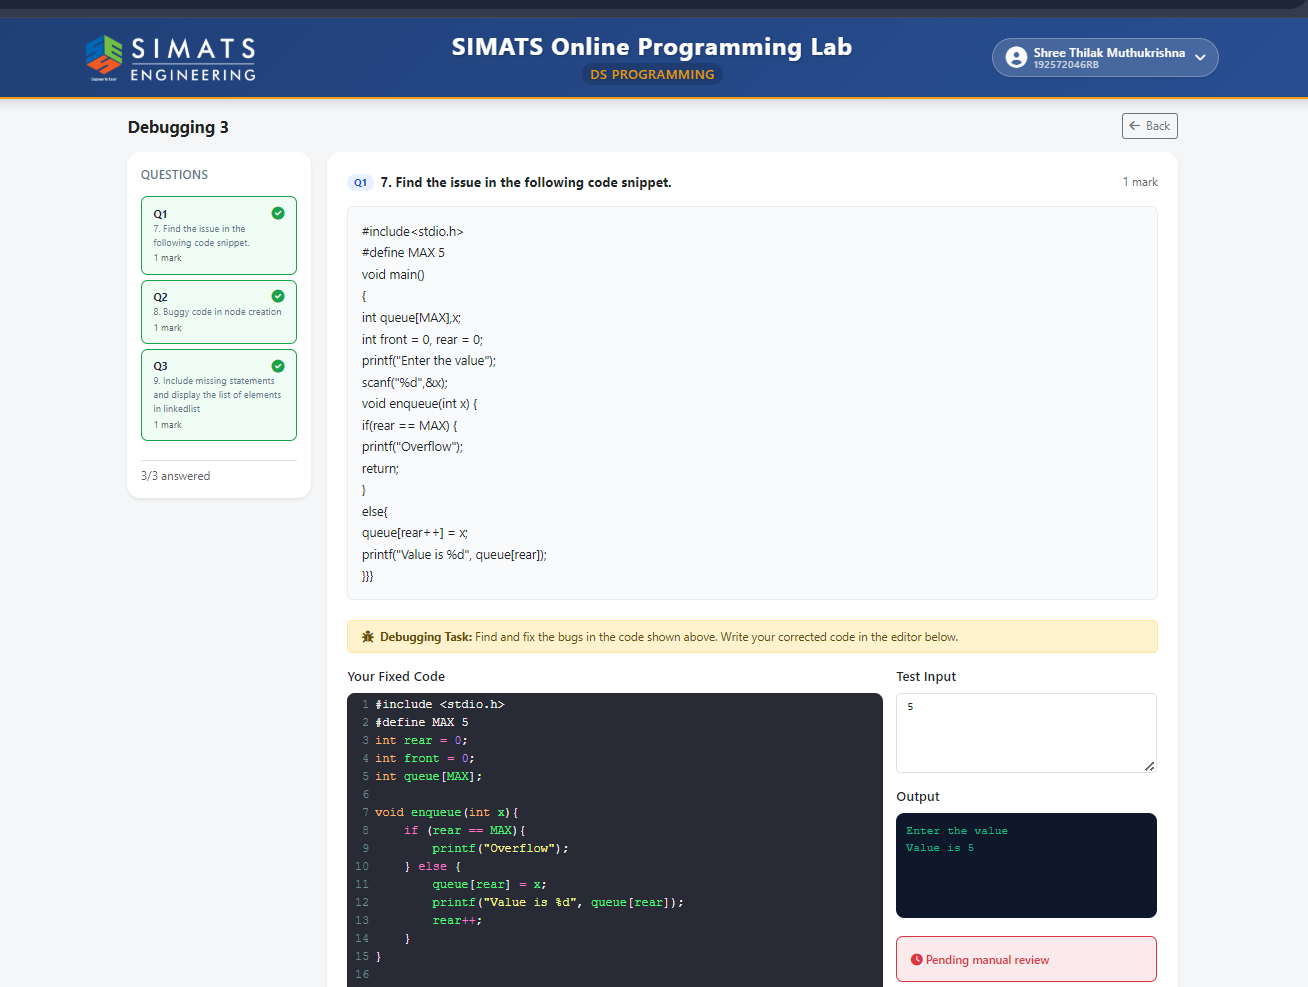 SIMATS
ENGINEERING
SIMATS Online Programming Lab
DS PROGRAMMING
Shree Thilak Muthukrishna
192572046RB
Debugging 3
Back
QUESTIONS
Q1
7. Find the issue in the
following code snippet.
1 mark
Q2
8. Buggy code in node creation
1 mark
Q3
9. Include missing statements
and display the list of elements
in linkedlist
1 mark
3/3 answered
Q1 7. Find the issue in the following code snippet. 1 mark
#include<stdio.h>
#define MAX 5
void main()
{
int queue[MAX],x;
int front = 0, rear = 0;
printf("Enter the value");
scanf("%d",&x);
void enqueue(int x) {
if(rear == MAX) {
printf("Overflow");
return;
}
else{
queue[rear++] = x;
printf("Value is %d", queue[rear]);
}}}
Debugging Task: Find and fix the bugs in the code shown above. Write your corrected code in the editor below.
Your Fixed Code
1 #include <stdio.h>
2 #define MAX 5
3 int rear = 0;
4 int front = 0;
5 int queue[MAX];
6
7 void enqueue(int x){
8 if (rear == MAX){
9 printf("Overflow");
10 } else {
11 queue[rear] = x;
12 printf("Value is %d", queue[rear]);
13 rear++;
14 }
15 }
16
Test Input
5
Output
Enter the value
Value is 5
Pending manual review